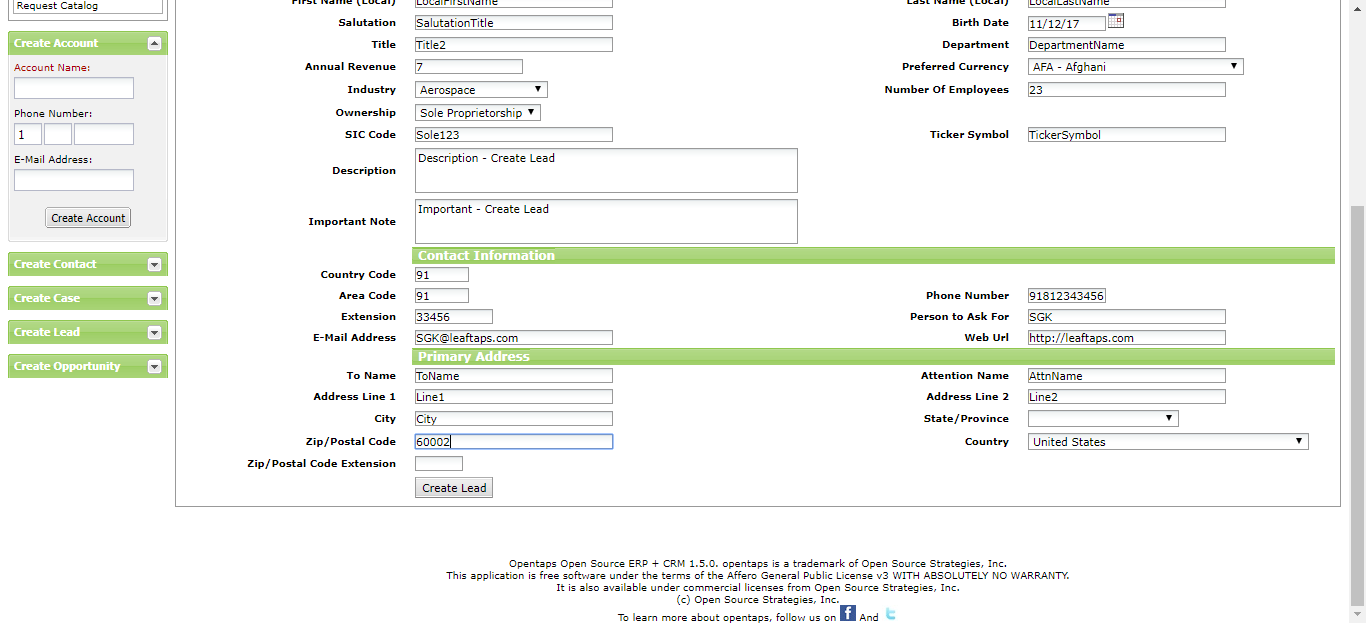 Request Catalog
Create Account
Account Name:
Phone Number:
1
E-Mail Address:
Create Account
Create Contact
Create Case
Create Lead
Create Opportunity
First Name (Local) LocalFirstName Last Name (Local) LocalLastName
Salutation SalutationTitle Birth Date 11/12/17
Title Title2 Department DepartmentName
Annual Revenue 7 Preferred Currency AFA - Afghani
Industry Aerospace Number Of Employees 23
Ownership Sole Proprietorship
SIC Code Sole123 Ticker Symbol TickerSymbol
Description Description - Create Lead
Important Note Important - Create Lead
Contact Information
Country Code 91
Area Code 91 Phone Number 91812343456
Extension 33456 Person to Ask For SGK
E-Mail Address SGK@leaftaps.com Web Url http://leaftaps.com
Primary Address
To Name ToName Attention Name AttnName
Address Line 1 Line1 Address Line 2 Line2
City City State/Province
Zip/Postal Code 60002 Country United States
Zip/Postal Code Extension
Create Lead
Opentaps Open Source ERP + CRM 1.5.0. opentaps is a trademark of Open Source Strategies, Inc.
This application is free software under the terms of the Affero General Public License v3 WITH ABSOLUTELY NO WARRANTY.
It is also available under commercial licenses from Open Source Strategies, Inc.
(c) Open Source Strategies, Inc.
To learn more about opentaps, follow us on f And t